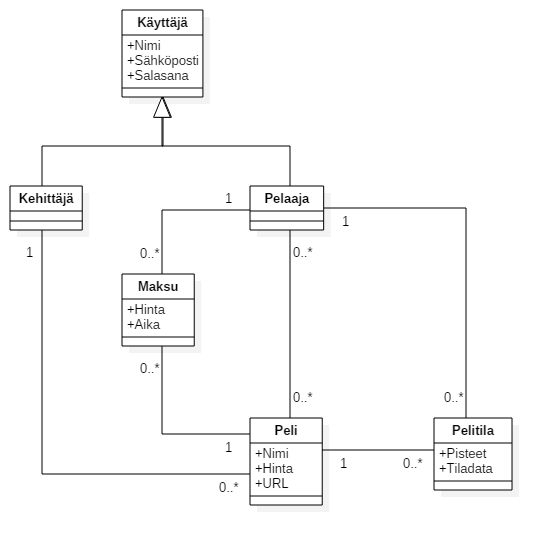 Käyttäjä
+Nimi
+Sähköposti
+Salasana
Kehittäjä
Pelaaja
1
1
1
0..*
0..*
Maksu
+Hinta
+Aika
0..*
0..*
0..*
Peli
+Nimi
+Hinta
+URL
Pelitila
+Pisteet
+Tiladata
1
1
0..*
0..*